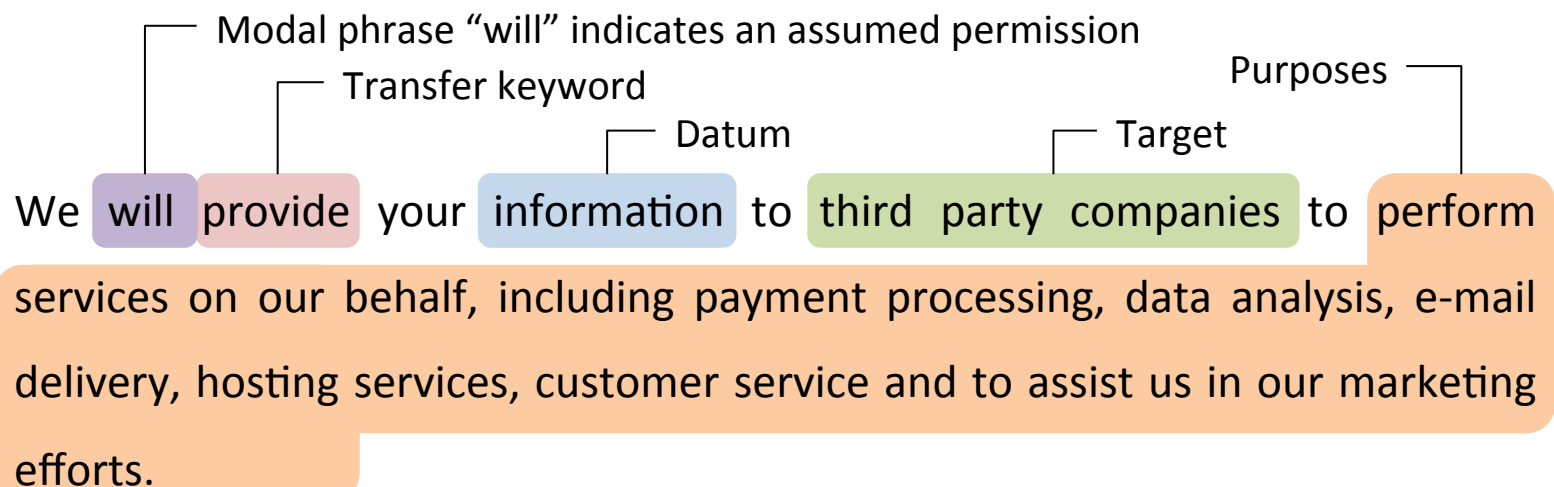 Modal phrase “will” indicates an assumed permission
Purposes
Transfer keyword
Datum
Target
We will provide your information to third party companies to perform
services on our behalf, including payment processing, data analysis, e-mail
delivery, hosting services, customer service and to assist us in our marketing
efforts.